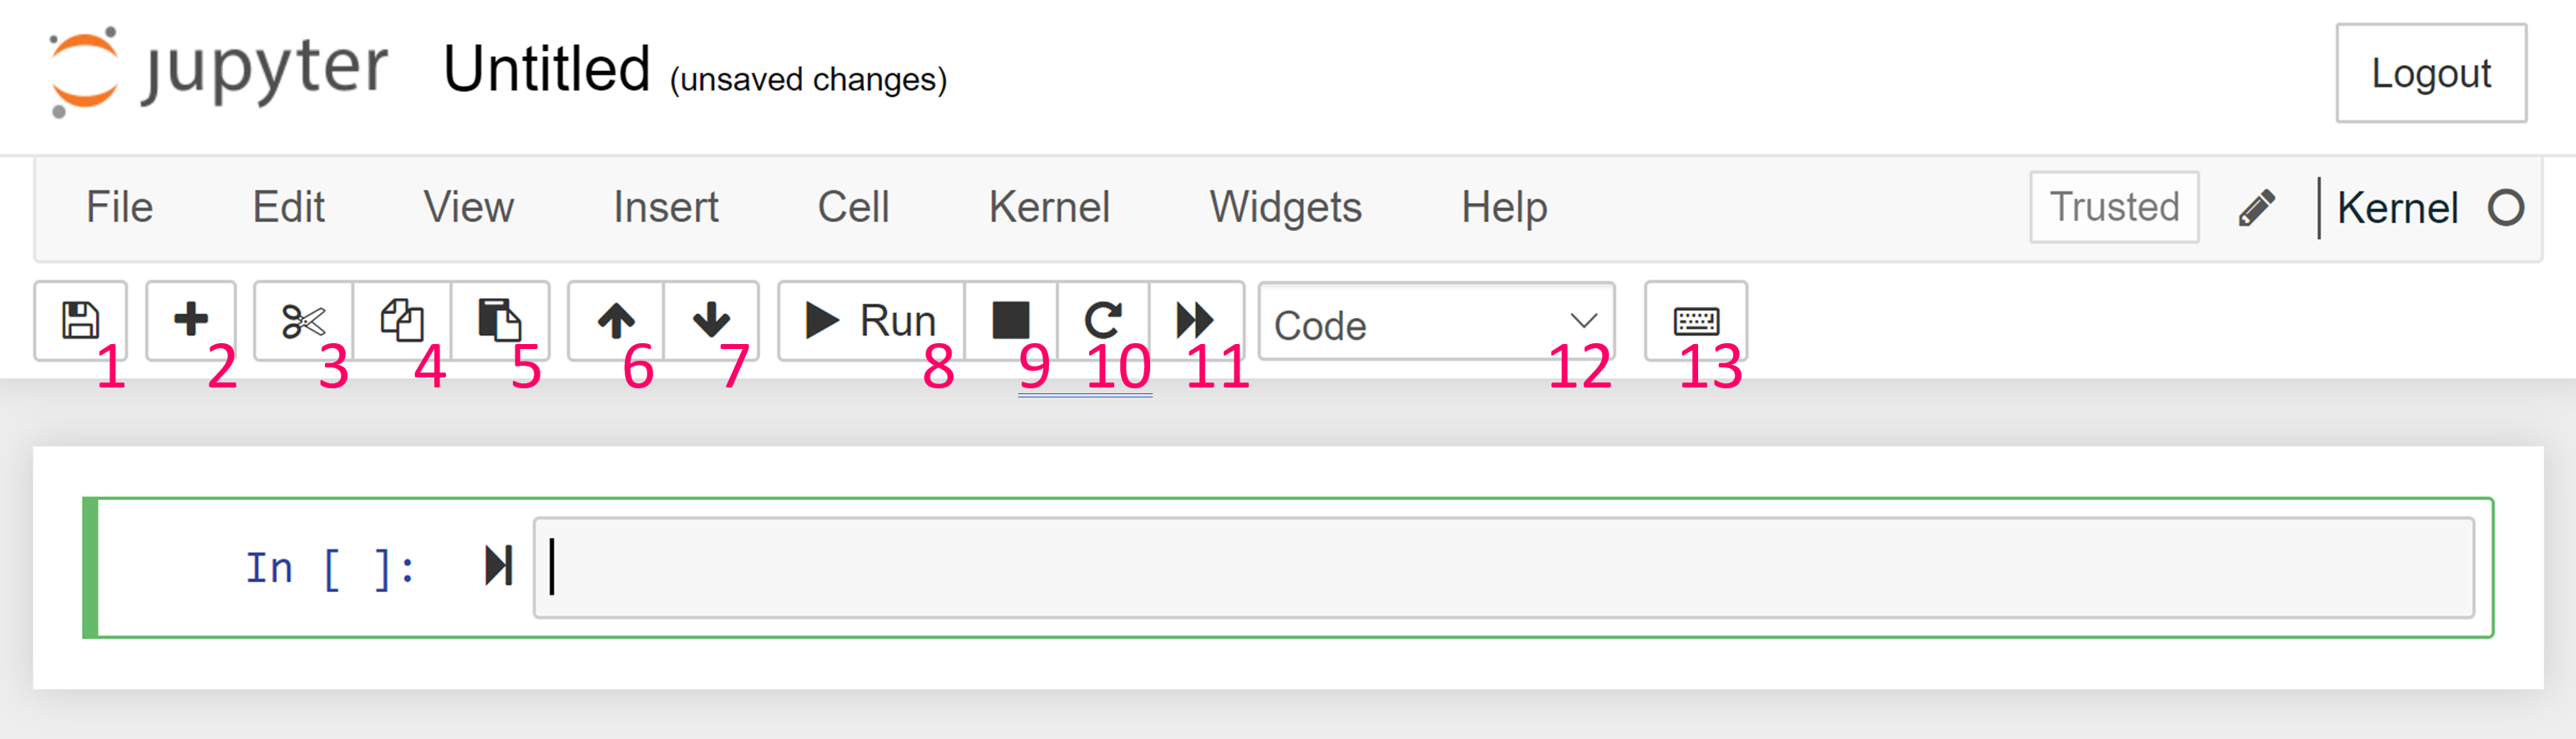 jupyter Untitled (unsaved changes) Logout
File Edit View Insert Cell Kernel Widgets Help Trusted Kernel
Run Code
1 2 3 4 5 6 7 8 9 10 11 12 13
In [ ]: